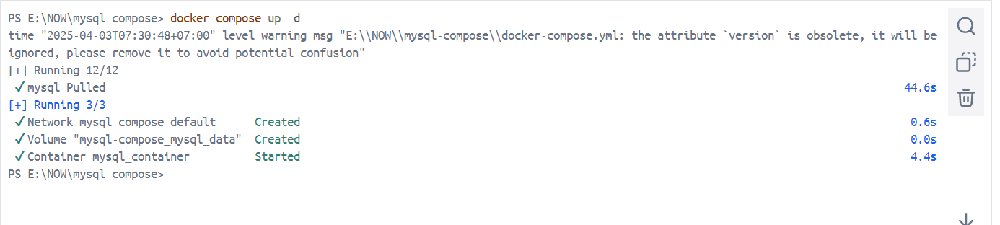 PS E:\NOW\mysql-compose> docker-compose up -d
time="2025-04-03T07:30:48+07:00" level=warning msg="E:\\NOW\\mysql-compose\\docker-compose.yml: the attribute `version` is obsolete, it will be
ignored, please remove it to avoid potential confusion"
[+] Running 12/12
✓ mysql Pulled 44.6s
[+] Running 3/3
✓ Network mysql-compose_default Created 0.6s
✓ Volume "mysql-compose_mysql_data" Created 0.0s
✓ Container mysql_container Started 4.4s
PS E:\NOW\mysql-compose>